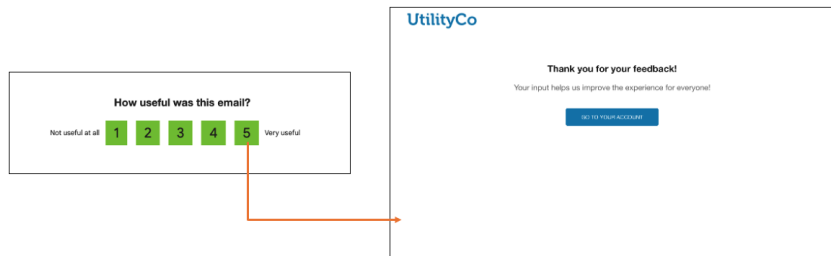 How useful was this email?
Not useful at all 1 2 3 4 5 Very useful
UtilityCo
Thank you for your feedback!
Your input helps us improve the experience for everyone!
GO TO YOUR ACCOUNT